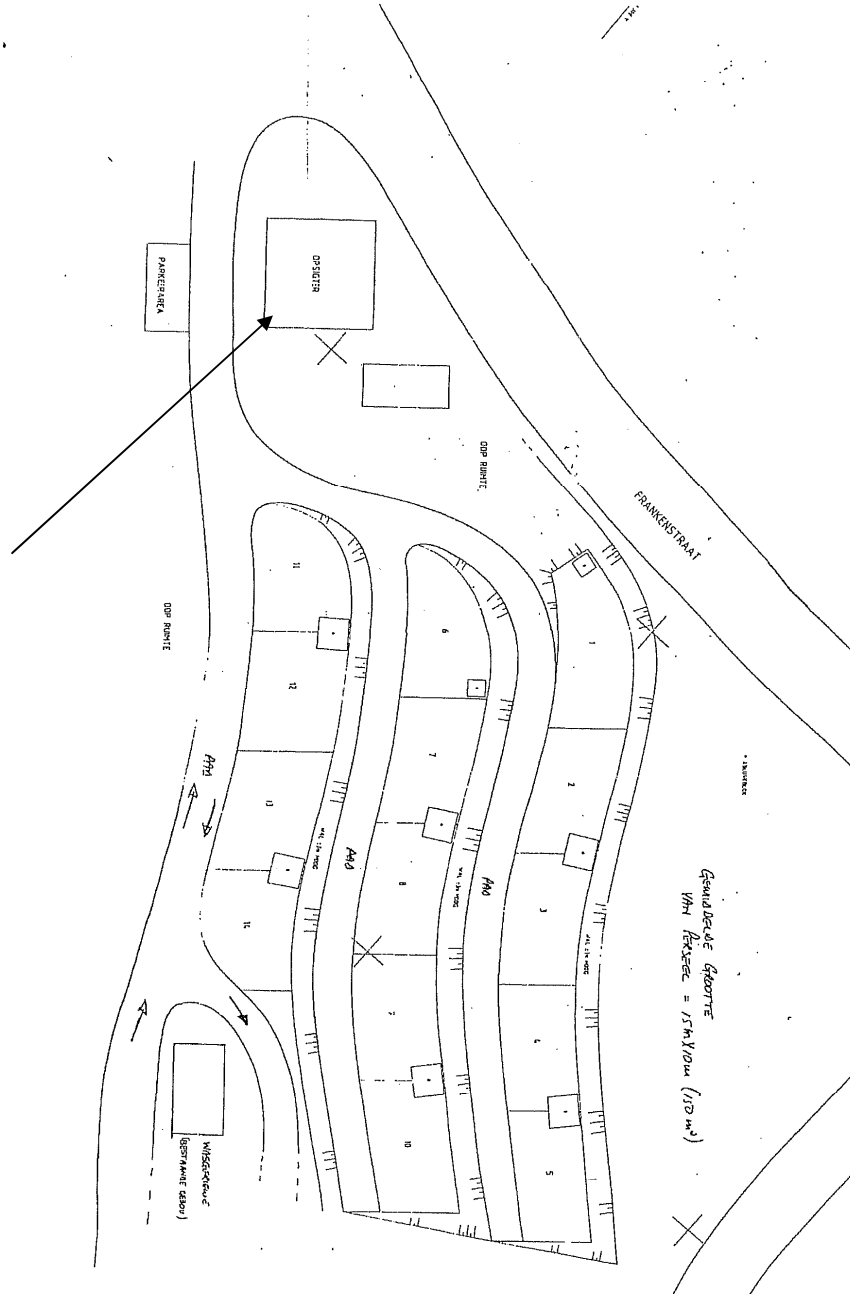 OPSIGTER
PARKEERAREA
OOP RUIMTE
FRANKENSTRAAT
OOP RUIMTE
1
2
3
4
5
6
7
8
9
10
11
12
13
14
PAD
PAD
PAD
GEMIDDELDE GROOTTE
VAN PERSEEL = 15m X 10m (150 m²)
WASGERIEWE
(BESTAANDE GEBOU)